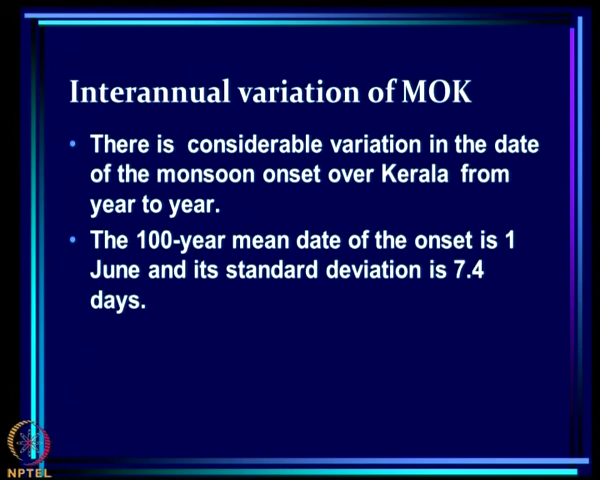 Interannual variation of MOK
• There is considerable variation in the date
of the monsoon onset over Kerala from
year to year.
• The 100-year mean date of the onset is 1
June and its standard deviation is 7.4
days.
NPTEL